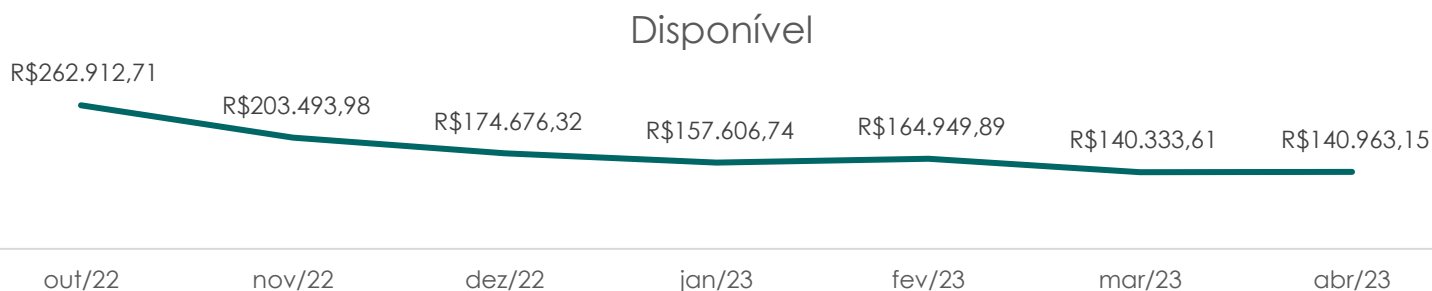 Disponível
R$262.912,71
R$203.493,98
R$174.676,32
R$157.606,74
R$164.949,89
R$140.333,61
R$140.963,15
out/22 nov/22 dez/22 jan/23 fev/23 mar/23 abr/23